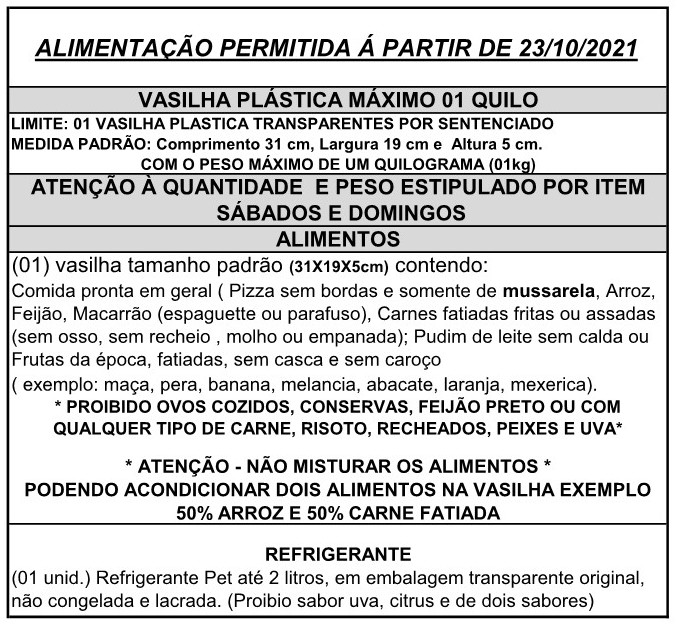 ALIMENTAÇÃO PERMITIDA Á PARTIR DE 23/10/2021
VASILHA PLÁSTICA MÁXIMO 01 QUILO
LIMITE: 01 VASILHA PLASTICA TRANSPARENTES POR SENTENCIADO
MEDIDA PADRÃO: Comprimento 31 cm, Largura 19 cm e Altura 5 cm.
COM O PESO MÁXIMO DE UM QUILOGRAMA (01kg)
ATENÇÃO À QUANTIDADE E PESO ESTIPULADO POR ITEM
SÁBADOS E DOMINGOS
ALIMENTOS
(01) vasilha tamanho padrão (31X19X5cm) contendo:
Comida pronta em geral ( Pizza sem bordas e somente de mussarela, Arroz,
Feijão, Macarrão (espaguette ou parafuso), Carnes fatiadas fritas ou assadas
(sem osso, sem recheio , molho ou empanada); Pudim de leite sem calda ou
Frutas da época, fatiadas, sem casca e sem caroço
( exemplo: maça, pera, banana, melancia, abacate, laranja, mexerica).
* PROIBIDO OVOS COZIDOS, CONSERVAS, FEIJÃO PRETO OU COM
QUALQUER TIPO DE CARNE, RISOTO, RECHEADOS, PEIXES E UVA*
* ATENÇÃO - NÃO MISTURAR OS ALIMENTOS *
PODENDO ACONDICIONAR DOIS ALIMENTOS NA VASILHA EXEMPLO
50% ARROZ E 50% CARNE FATIADA
REFRIGERANTE
(01 unid.) Refrigerante Pet até 2 litros, em embalagem transparente original,
não congelada e lacrada. (Proibio sabor uva, citrus e de dois sabores)